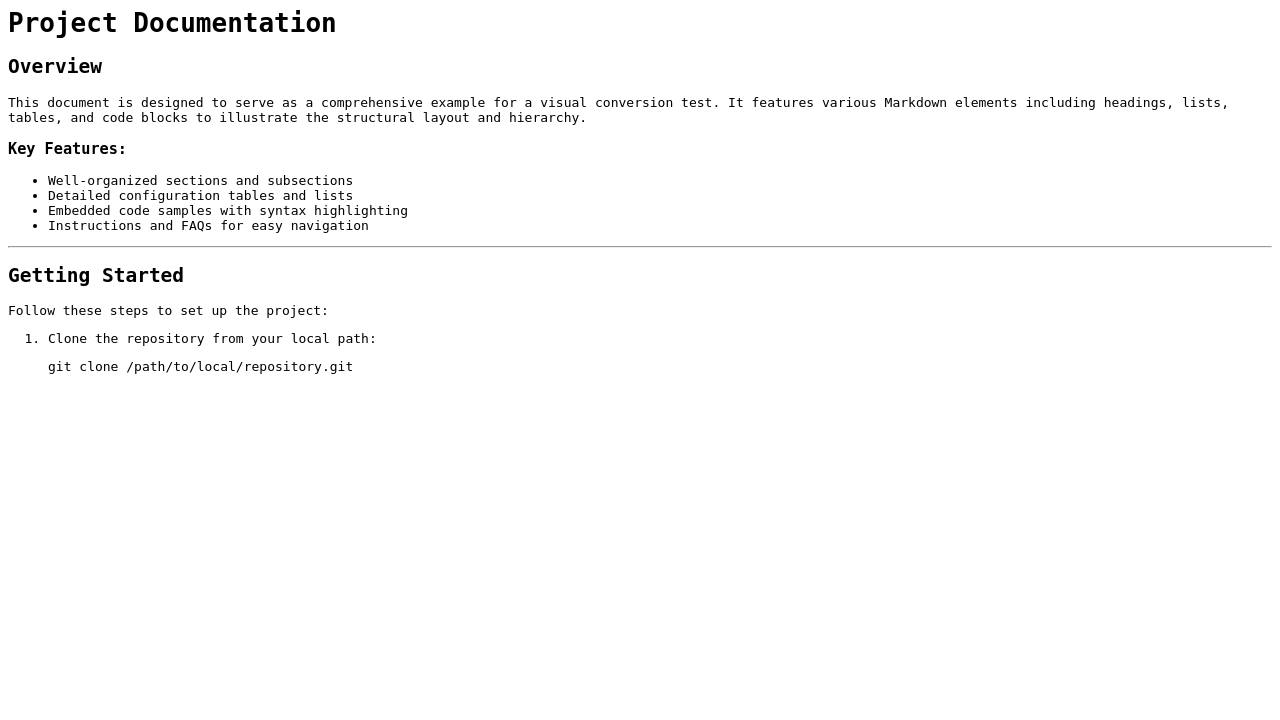 Project Documentation
Overview
This document is designed to serve as a comprehensive example for a visual conversion test. It features various Markdown elements including headings, lists,
tables, and code blocks to illustrate the structural layout and hierarchy.
Key Features:
• Well-organized sections and subsections
• Detailed configuration tables and lists
• Embedded code samples with syntax highlighting
• Instructions and FAQs for easy navigation
Getting Started
Follow these steps to set up the project:
1. Clone the repository from your local path:
git clone /path/to/local/repository.git